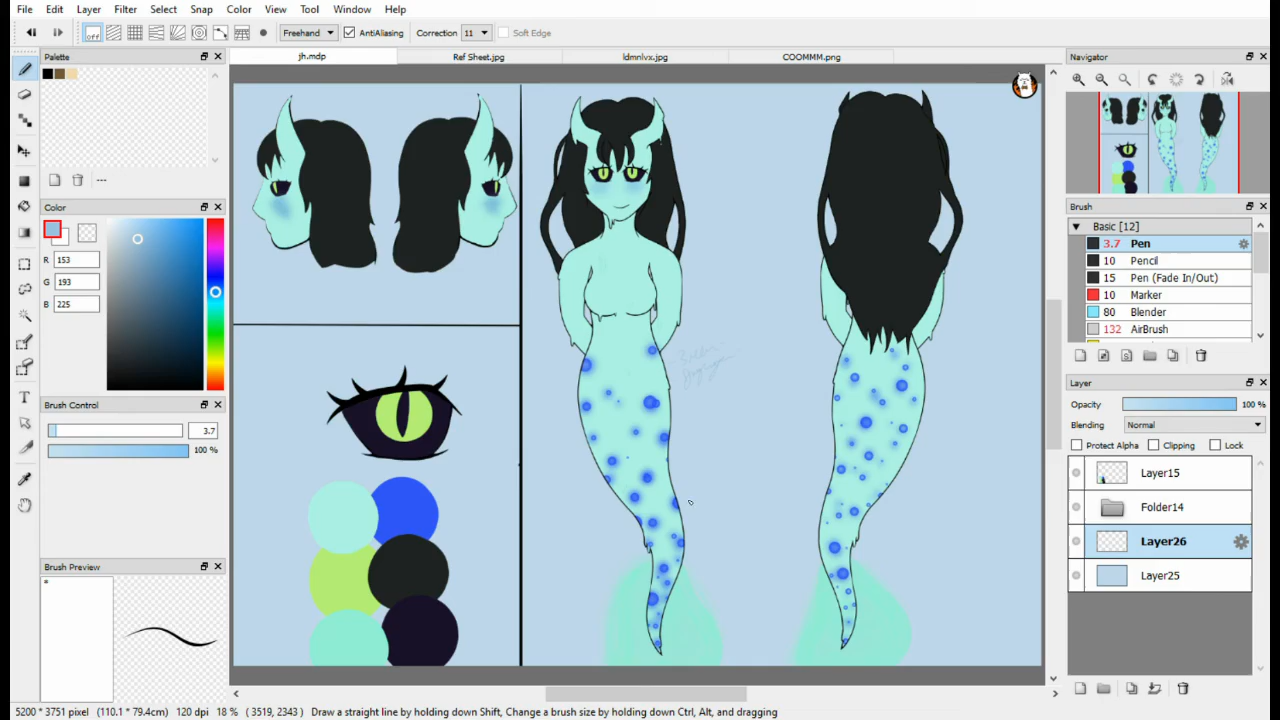 File Edit Layer Filter Select Snap Color View Tool Window Help
off Freehand AntiAliasing Correction 11 Soft Edge
Palette
jh.mdp Ref Sheet.jpg ldmnlvx.jpg COOMMM.png
Navigator
Color
R 153
G 193
B 225
Brush Control
3.7
100 %
Brush Preview
Brush
Basic [12]
3.7 Pen
10 Pencil
15 Pen (Fade In/Out)
10 Marker
80 Blender
132 AirBrush
Layer
Opacity 100 %
Blending Normal
Protect Alpha Clipping Lock
Layer15
Folder14
Layer26
Layer25
5200 * 3751 pixel (110.1 * 79.4cm) 120 dpi 18 % ( 3519, 2343 ) Draw a straight line by holding down Shift, Change a brush size by holding down Ctrl, Alt, and dragging